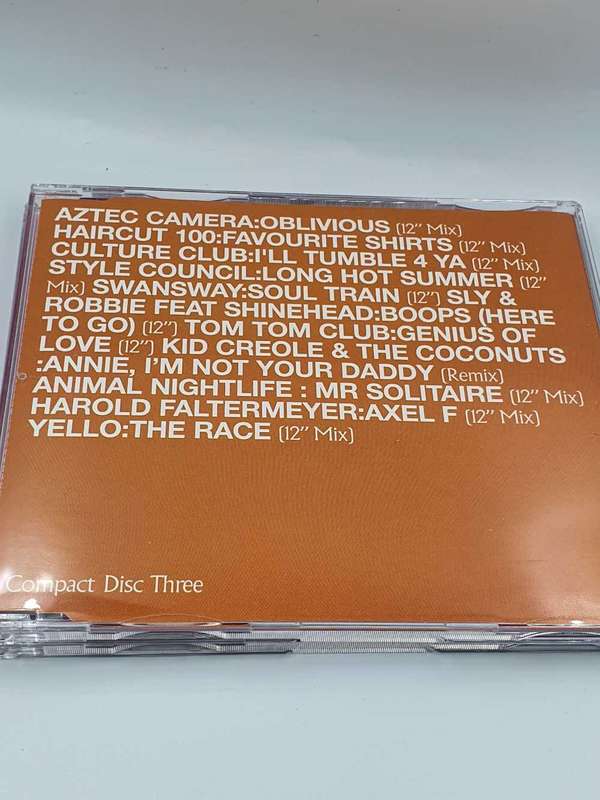 AZTEC CAMERA:OBLIVIOUS (12" Mix)
HAIRCUT 100:FAVOURITE SHIRTS (12" Mix)
CULTURE CLUB:I'LL TUMBLE 4 YA (12" Mix)
STYLE COUNCIL:LONG HOT SUMMER (12"
Mix) SWANSWAY:SOUL TRAIN (12") SLY &
ROBBIE FEAT SHINEHEAD:BOOPS (HERE
TO GO) (12") TOM TOM CLUB:GENIUS OF
LOVE (12") KID CREOLE & THE COCONUTS
:ANNIE, I'M NOT YOUR DADDY (Remix)
ANIMAL NIGHTLIFE : MR SOLITAIRE (12" Mix)
HAROLD FALTERMEYER:AXEL F (12" Mix)
YELLO:THE RACE (12" Mix)
Compact Disc Three